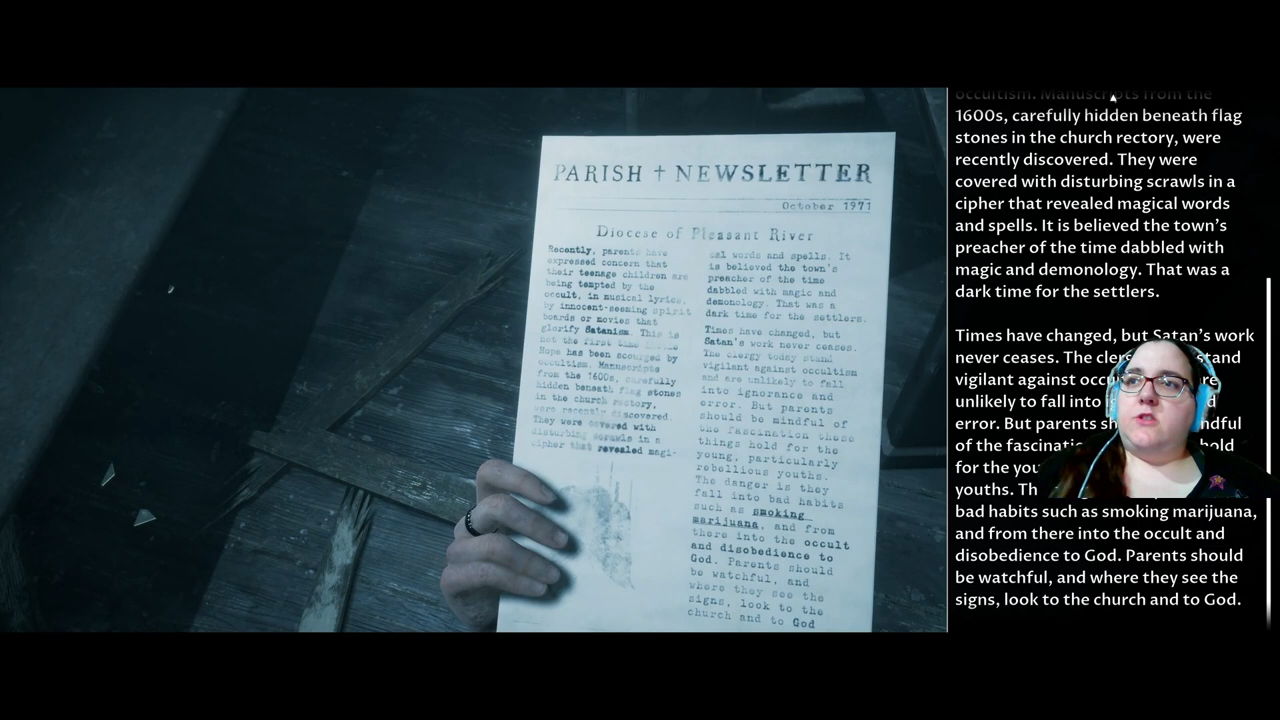 PARISH † NEWSLETTER
October 1971
Diocese of Pleasant River
Recently, parents have
expressed concern that
their teenage children are
being tempted by the
occult, in musical lyrics,
by innocent-seeming spirit
boards or movies that
glorify Satanism. This is
not the first time
Hope has been scourged by
occultism. Manuscripts
from the 1600s, carefully
hidden beneath flag stones
in the church rectory,
were recently discovered.
They were covered with
disturbing scrawls in a
cipher that revealed magi-
cal words and spells. It
is believed the town's
preacher of the time
dabbled with magic and
demonology. That was a
dark time for the settlers.
Times have changed, but
Satan's work never ceases.
The clergy today stand
vigilant against occultism
and are unlikely to fall
into ignorance and
error. But parents
should be mindful of
the fascination these
things hold for the
young, particularly
rebellious youths.
The danger is they
fall into bad habits
such as smoking
marijuana, and from
there into the occult
and disobedience to
God. Parents should
be watchful, and
where they see the
signs, look to the
church and to God
occultism. Manuscripts from the
1600s, carefully hidden beneath flag
stones in the church rectory, were
recently discovered. They were
covered with disturbing scrawls in a
cipher that revealed magical words
and spells. It is believed the town's
preacher of the time dabbled with
magic and demonology. That was a
dark time for the settlers.
Times have changed, but Satan's work
never ceases. The stand
vigilant against
unlikely to fall into
error. But parents
of the hold
for the
youths.
bad habits such as smoking marijuana,
and from there into the occult and
disobedience to God. Parents should
be watchful, and where they see the
signs, look to the church and to God.